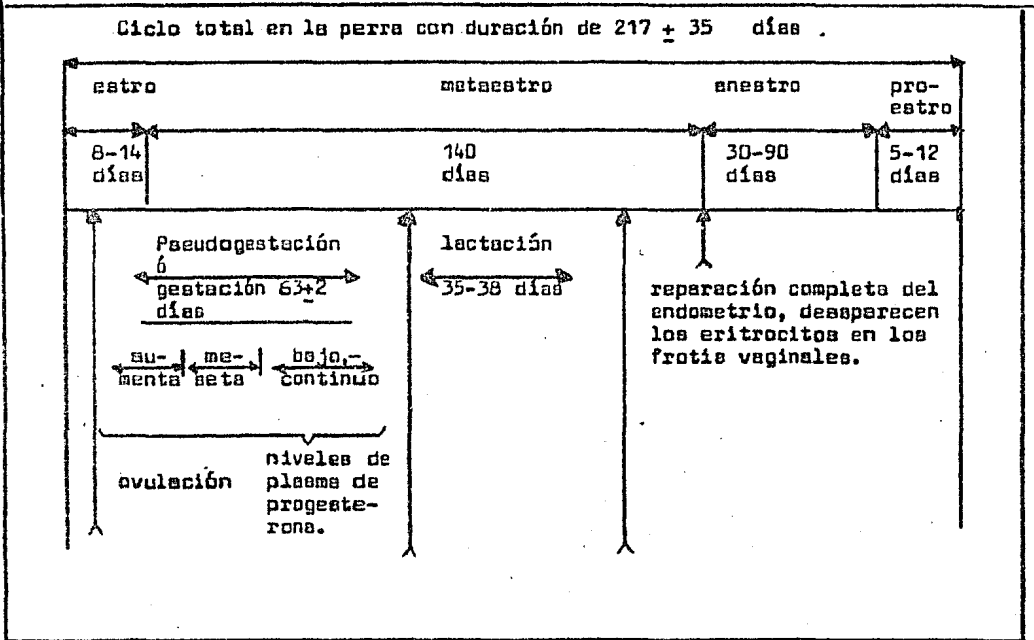 Ciclo total en la perra con duración de 217 ± 35 días .
estro metaestro anestro pro-
estro
8-14 140 30-90 5-12
días días días días
Pseudogestación lactación
ó
gestación 63±2 35-38 días
días
reparación completa del
endometrio, desaparecen
los eritrocitos en los
frotis vaginales.
au- me- bajo,-
menta seta continuo
ovulación
niveles de
plasma de
progeste-
rona.